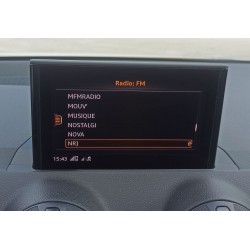 Radio: FM
MFMRADIO
MOUV'
MUSIQUE
NOSTALGI
NOVA
NRJ
15:43